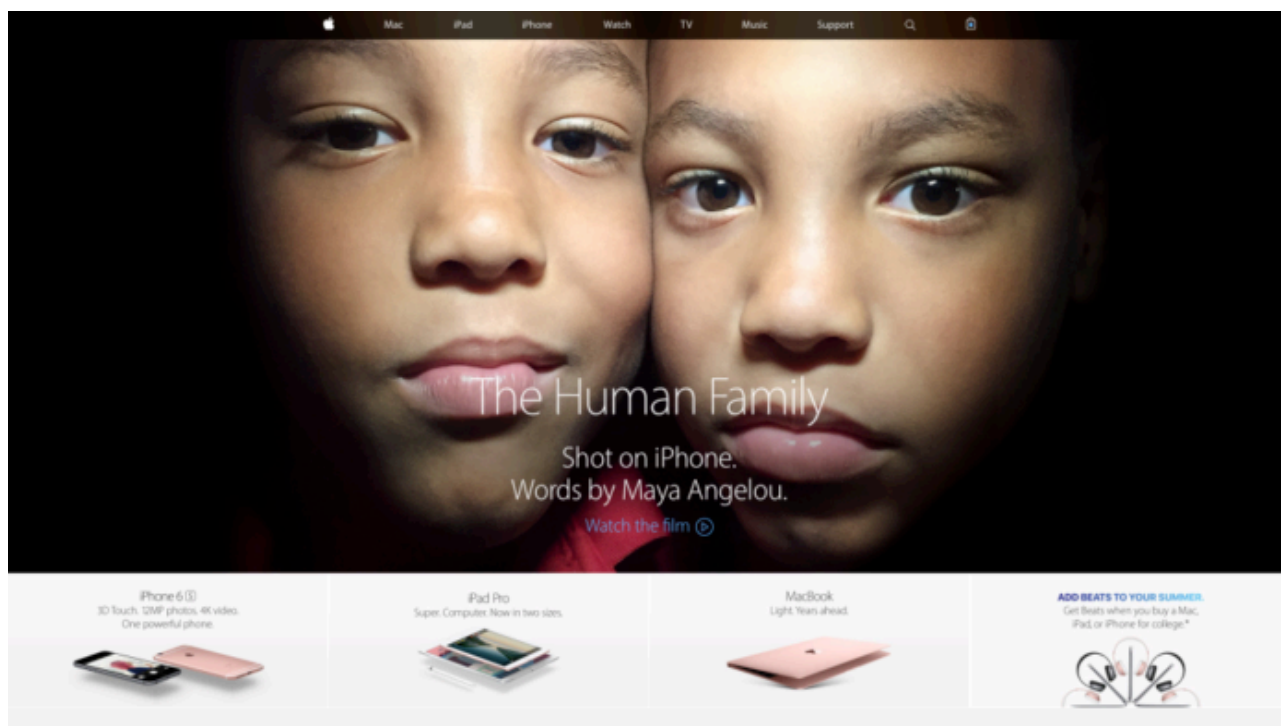 Mac iPad iPhone Watch TV Music Support
The Human Family
Shot on iPhone.
Words by Maya Angelou.
Watch the film
iPhone 6S
3D Touch. 12MP photos. 4K video.
One powerful phone.
iPad Pro
Super. Computer. Now in two sizes.
MacBook
Light. Years ahead.
ADD BEATS TO YOUR SUMMER.
Get Beats when you buy a Mac,
iPad, or iPhone for college.*